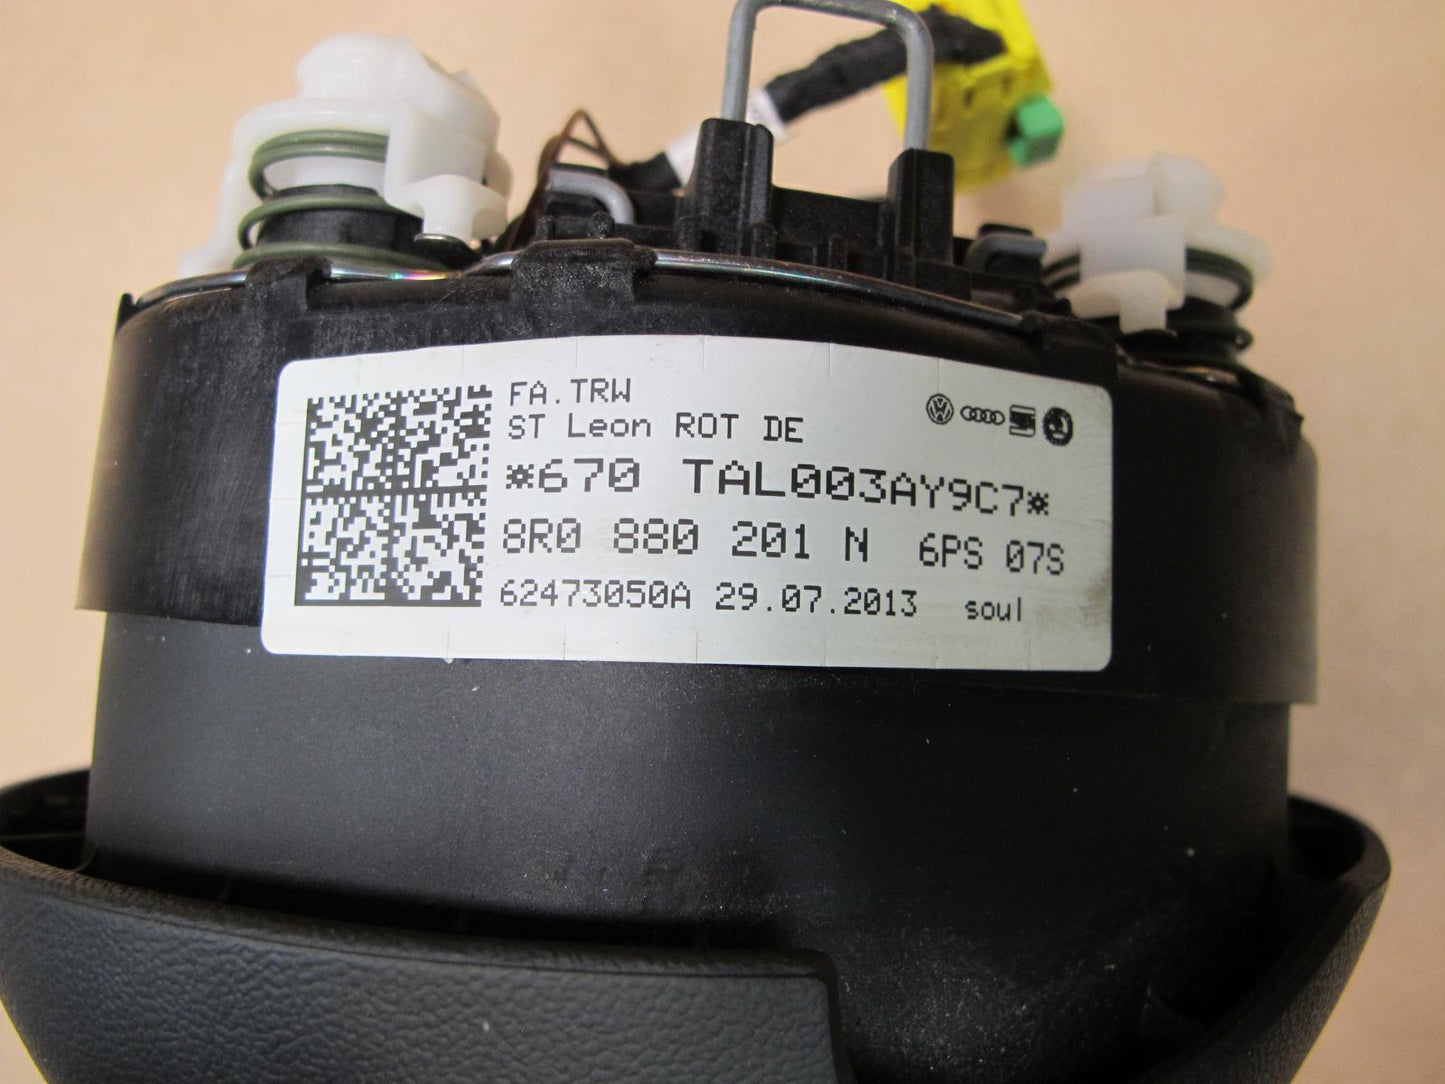 FA.TRW
ST Leon ROT DE
*670 TAL003AY9C7*
8R0 880 201 N 6PS 07S
62473050A 29.07.2013 soul